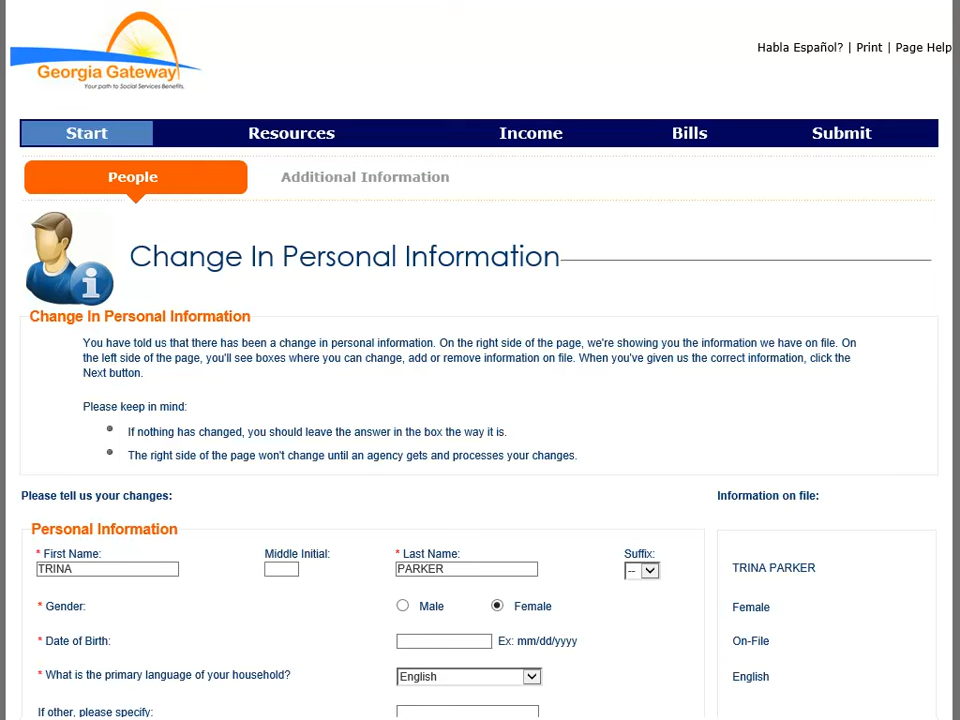 Georgia Gateway
Your path to Social Services Benefits.
Habla Español? | Print | Page Help
Start Resources Income Bills Submit
People Additional Information
Change In Personal Information
Change In Personal Information
You have told us that there has been a change in personal information. On the right side of the page, we're showing you the information we have on file. On
the left side of the page, you'll see boxes where you can change, add or remove information on file. When you've given us the correct information, click the
Next button.
Please keep in mind:
If nothing has changed, you should leave the answer in the box the way it is.
The right side of the page won't change until an agency gets and processes your changes.
Please tell us your changes: Information on file:
Personal Information
* First Name: Middle Initial: * Last Name: Suffix:
TRINA PARKER -- TRINA PARKER
* Gender: Male Female Female
* Date of Birth: Ex: mm/dd/yyyy On-File
* What is the primary language of your household? English English
If other, please specify: